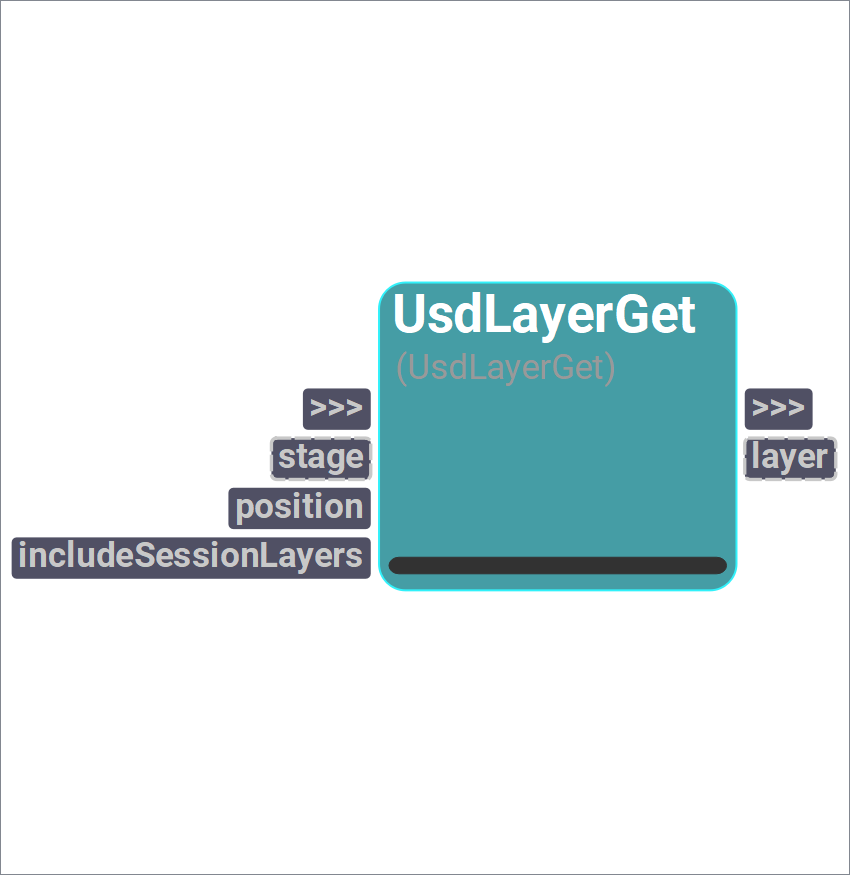 UsdLayerGet
(UsdLayerGet)
>>> >>>
stage layer
position
includeSessionLayers